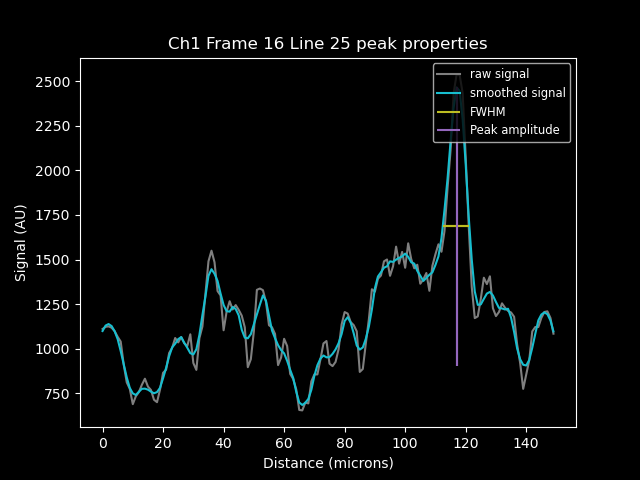 Ch1 Frame 16 Line 25 peak properties
raw signal
smoothed signal
FWHM
Peak amplitude
Signal (AU)
2500
2250
2000
1750
1500
1250
1000
750
0 20 40 60 80 100 120 140
Distance (microns)